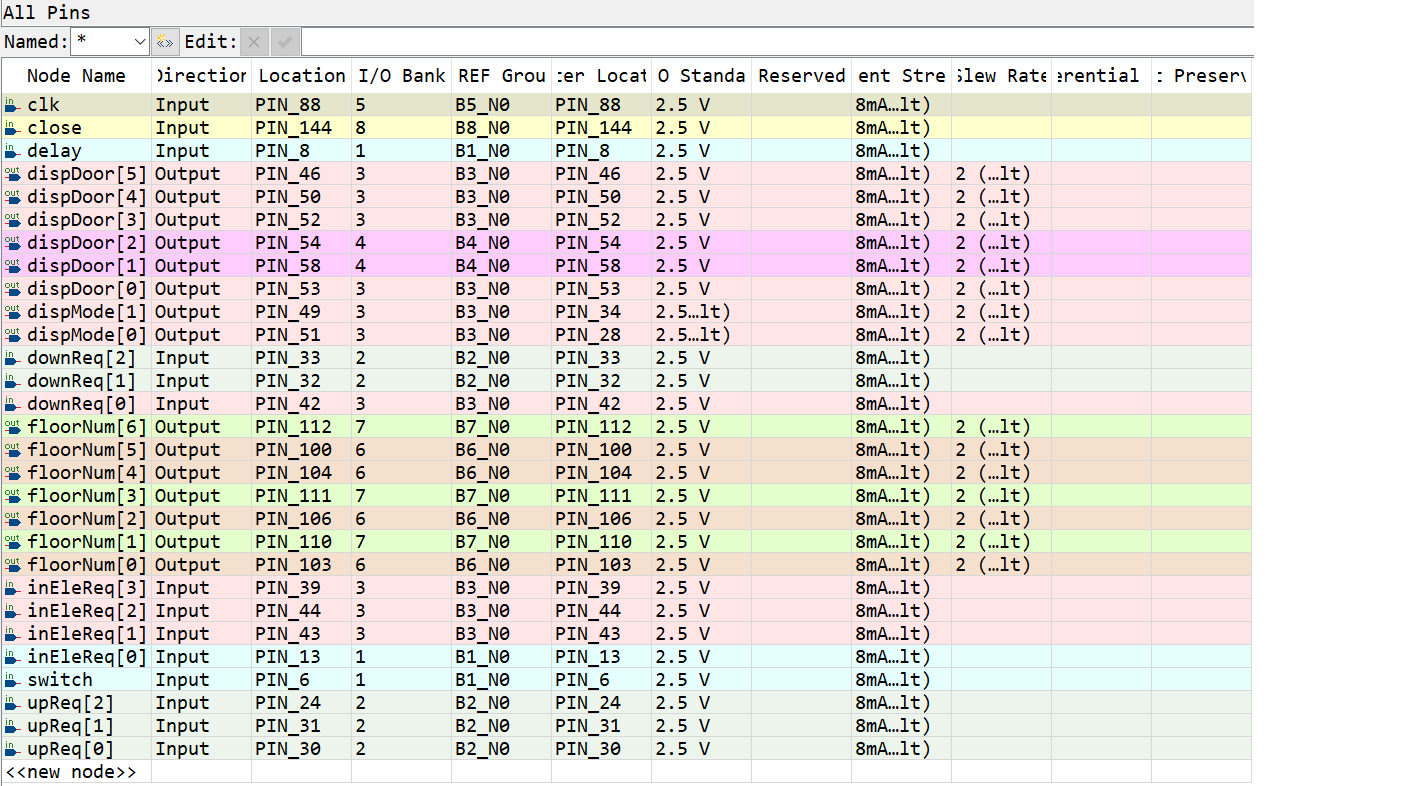 All Pins
Named: * Edit:
Node Name Direction Location I/O Bank REF Grou ter Locat O Standa Reserved ent Stre Slew Rate erential t Preserv
in clk Input PIN_88 5 B5_N0 PIN_88 2.5 V 8mA…lt)
in close Input PIN_144 8 B8_N0 PIN_144 2.5 V 8mA…lt)
in delay Input PIN_8 1 B1_N0 PIN_8 2.5 V 8mA…lt)
out dispDoor[5] Output PIN_46 3 B3_N0 PIN_46 2.5 V 8mA…lt) 2 (…lt)
out dispDoor[4] Output PIN_50 3 B3_N0 PIN_50 2.5 V 8mA…lt) 2 (…lt)
out dispDoor[3] Output PIN_52 3 B3_N0 PIN_52 2.5 V 8mA…lt) 2 (…lt)
out dispDoor[2] Output PIN_54 4 B4_N0 PIN_54 2.5 V 8mA…lt) 2 (…lt)
out dispDoor[1] Output PIN_58 4 B4_N0 PIN_58 2.5 V 8mA…lt) 2 (…lt)
out dispDoor[0] Output PIN_53 3 B3_N0 PIN_53 2.5 V 8mA…lt) 2 (…lt)
out dispMode[1] Output PIN_49 3 B3_N0 PIN_34 2.5…lt) 8mA…lt) 2 (…lt)
out dispMode[0] Output PIN_51 3 B3_N0 PIN_28 2.5…lt) 8mA…lt) 2 (…lt)
in downReq[2] Input PIN_33 2 B2_N0 PIN_33 2.5 V 8mA…lt)
in downReq[1] Input PIN_32 2 B2_N0 PIN_32 2.5 V 8mA…lt)
in downReq[0] Input PIN_42 3 B3_N0 PIN_42 2.5 V 8mA…lt)
out floorNum[6] Output PIN_112 7 B7_N0 PIN_112 2.5 V 8mA…lt) 2 (…lt)
out floorNum[5] Output PIN_100 6 B6_N0 PIN_100 2.5 V 8mA…lt) 2 (…lt)
out floorNum[4] Output PIN_104 6 B6_N0 PIN_104 2.5 V 8mA…lt) 2 (…lt)
out floorNum[3] Output PIN_111 7 B7_N0 PIN_111 2.5 V 8mA…lt) 2 (…lt)
out floorNum[2] Output PIN_106 6 B6_N0 PIN_106 2.5 V 8mA…lt) 2 (…lt)
out floorNum[1] Output PIN_110 7 B7_N0 PIN_110 2.5 V 8mA…lt) 2 (…lt)
out floorNum[0] Output PIN_103 6 B6_N0 PIN_103 2.5 V 8mA…lt) 2 (…lt)
in inEleReq[3] Input PIN_39 3 B3_N0 PIN_39 2.5 V 8mA…lt)
in inEleReq[2] Input PIN_44 3 B3_N0 PIN_44 2.5 V 8mA…lt)
in inEleReq[1] Input PIN_43 3 B3_N0 PIN_43 2.5 V 8mA…lt)
in inEleReq[0] Input PIN_13 1 B1_N0 PIN_13 2.5 V 8mA…lt)
in switch Input PIN_6 1 B1_N0 PIN_6 2.5 V 8mA…lt)
in upReq[2] Input PIN_24 2 B2_N0 PIN_24 2.5 V 8mA…lt)
in upReq[1] Input PIN_31 2 B2_N0 PIN_31 2.5 V 8mA…lt)
in upReq[0] Input PIN_30 2 B2_N0 PIN_30 2.5 V 8mA…lt)
<<new node>>